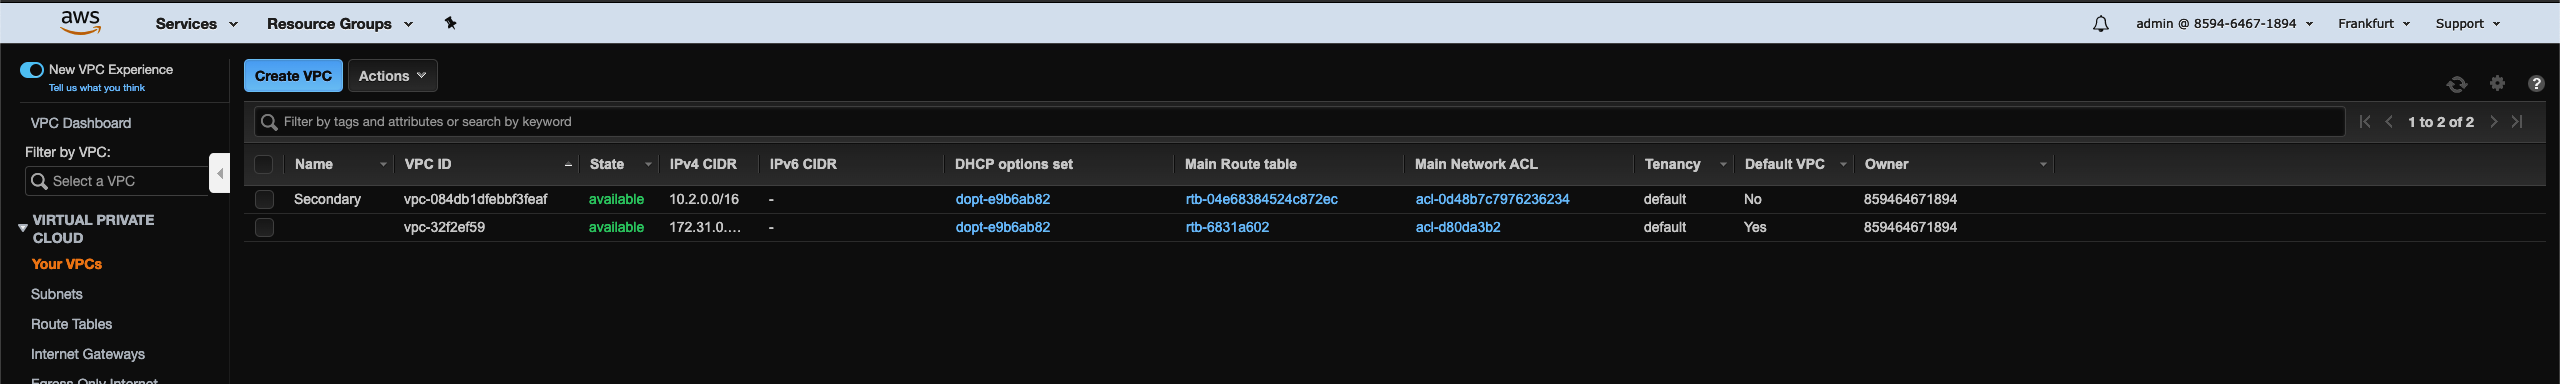 aws Services Resource Groups admin @ 8594-6467-1894 Frankfurt Support
New VPC Experience
Tell us what you think
Create VPC Actions
VPC Dashboard
Filter by VPC:
Select a VPC
VIRTUAL PRIVATE
CLOUD
Your VPCs
Subnets
Route Tables
Internet Gateways
Egress Only Internet
Filter by tags and attributes or search by keyword 1 to 2 of 2
Name VPC ID State IPv4 CIDR IPv6 CIDR DHCP options set Main Route table Main Network ACL Tenancy Default VPC Owner
Secondary vpc-084db1dfebbf3feaf available 10.2.0.0/16 - dopt-e9b6ab82 rtb-04e68384524c872ec acl-0d48b7c7976236234 default No 859464671894
vpc-32f2ef59 available 172.31.0.... - dopt-e9b6ab82 rtb-6831a602 acl-d80da3b2 default Yes 859464671894